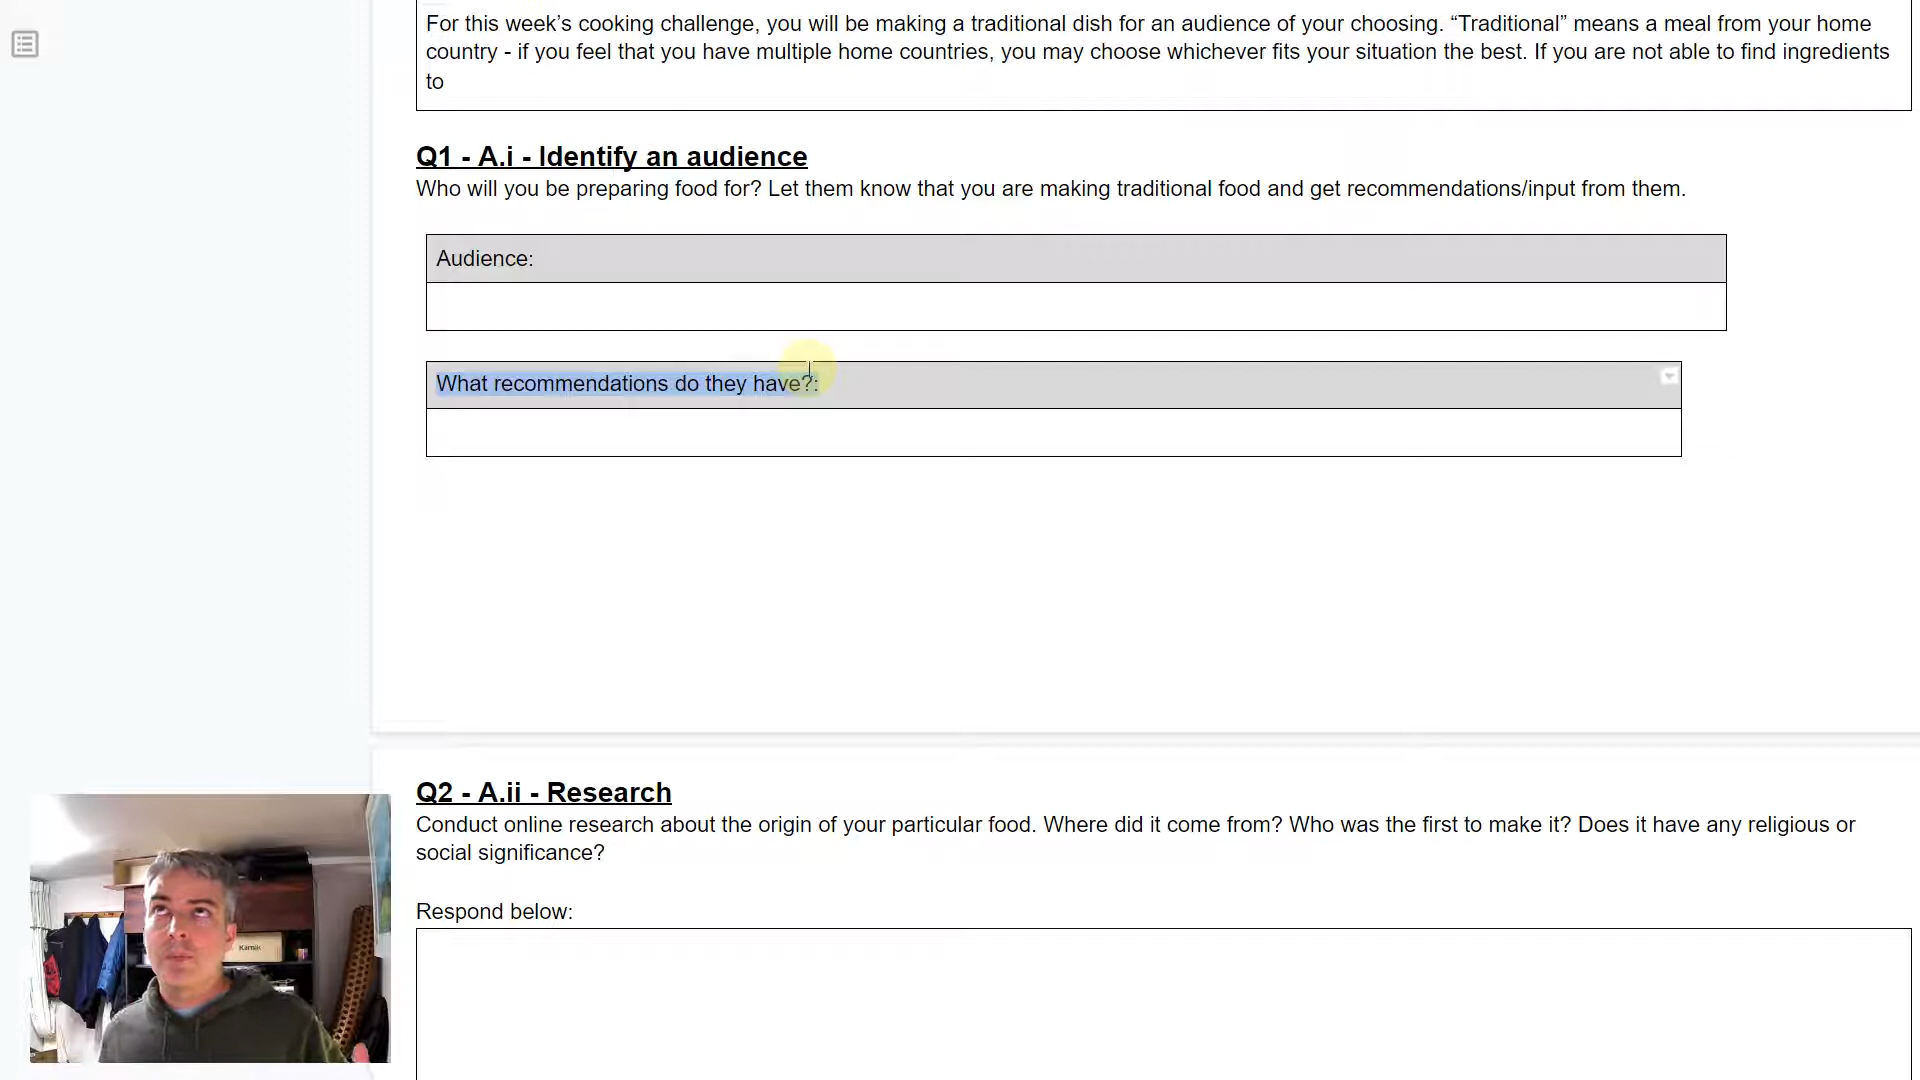 For this week’s cooking challenge, you will be making a traditional dish for an audience of your choosing. “Traditional” means a meal from your home
country - if you feel that you have multiple home countries, you may choose whichever fits your situation the best. If you are not able to find ingredients
to
Q1 - A.i - Identify an audience
Who will you be preparing food for? Let them know that you are making traditional food and get recommendations/input from them.
Audience:
What recommendations do they have?:
Q2 - A.ii - Research
Conduct online research about the origin of your particular food. Where did it come from? Who was the first to make it? Does it have any religious or
social significance?
Respond below: